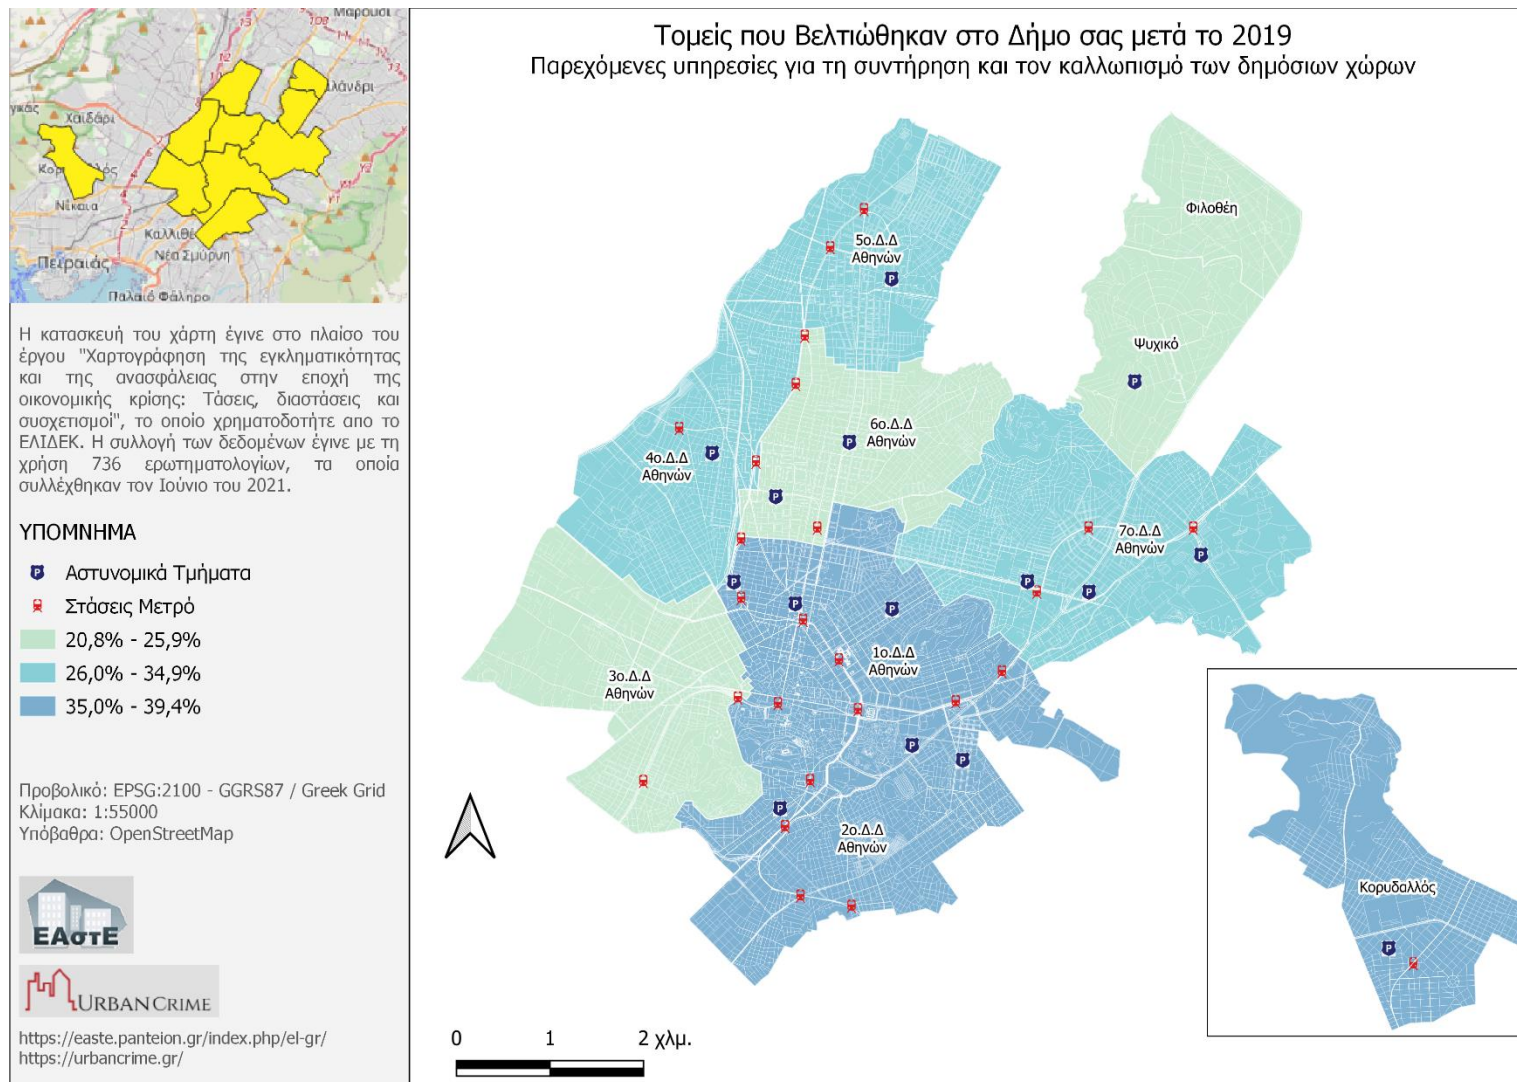 Τομείς που Βελτιώθηκαν στο Δήμο σας μετά το 2019
Παρεχόμενες υπηρεσίες για τη συντήρηση και τον καλλωπισμό των δημόσιων χώρων
Μαρούσι
Χαϊδάρι
Νίκαια
Καλλιθέ
Νέα Σμύρνη
Πειραιάς
Παλαιό Φάληρο
Η κατασκευή του χάρτη έγινε στο πλαίσο του
έργου "Χαρτογράφηση της εγκληματικότητας
και της ανασφάλειας στην εποχή της
οικονομικής κρίσης: Τάσεις, διαστάσεις και
συσχετισμοί", το οποίο χρηματοδοτήτε απο το
ΕΛΙΔΕΚ. Η συλλογή των δεδομένων έγινε με τη
χρήση 736 ερωτηματολογίων, τα οποία
συλλέχθηκαν τον Ιούνιο του 2021.
ΥΠΟΜΝΗΜΑ
Αστυνομικά Τμήματα
Στάσεις Μετρό
20,8% - 25,9%
26,0% - 34,9%
35,0% - 39,4%
Προβολικό: EPSG:2100 - GGRS87 / Greek Grid
Κλίμακα: 1:55000
Υπόβαθρα: OpenStreetMap
ΕΑστΕ
URBANCRIME
https://easte.panteion.gr/index.php/el-gr/
https://urbancrime.gr/
Φιλοθέη
5ο.Δ.Δ
Αθηνών
Ψυχικό
6ο.Δ.Δ
Αθηνών
4ο.Δ.Δ
Αθηνών
7ο.Δ.Δ
Αθηνών
1ο.Δ.Δ
Αθηνών
3ο.Δ.Δ
Αθηνών
2ο.Δ.Δ
Αθηνών
Κορυδαλλός
0 1 2 χλμ.